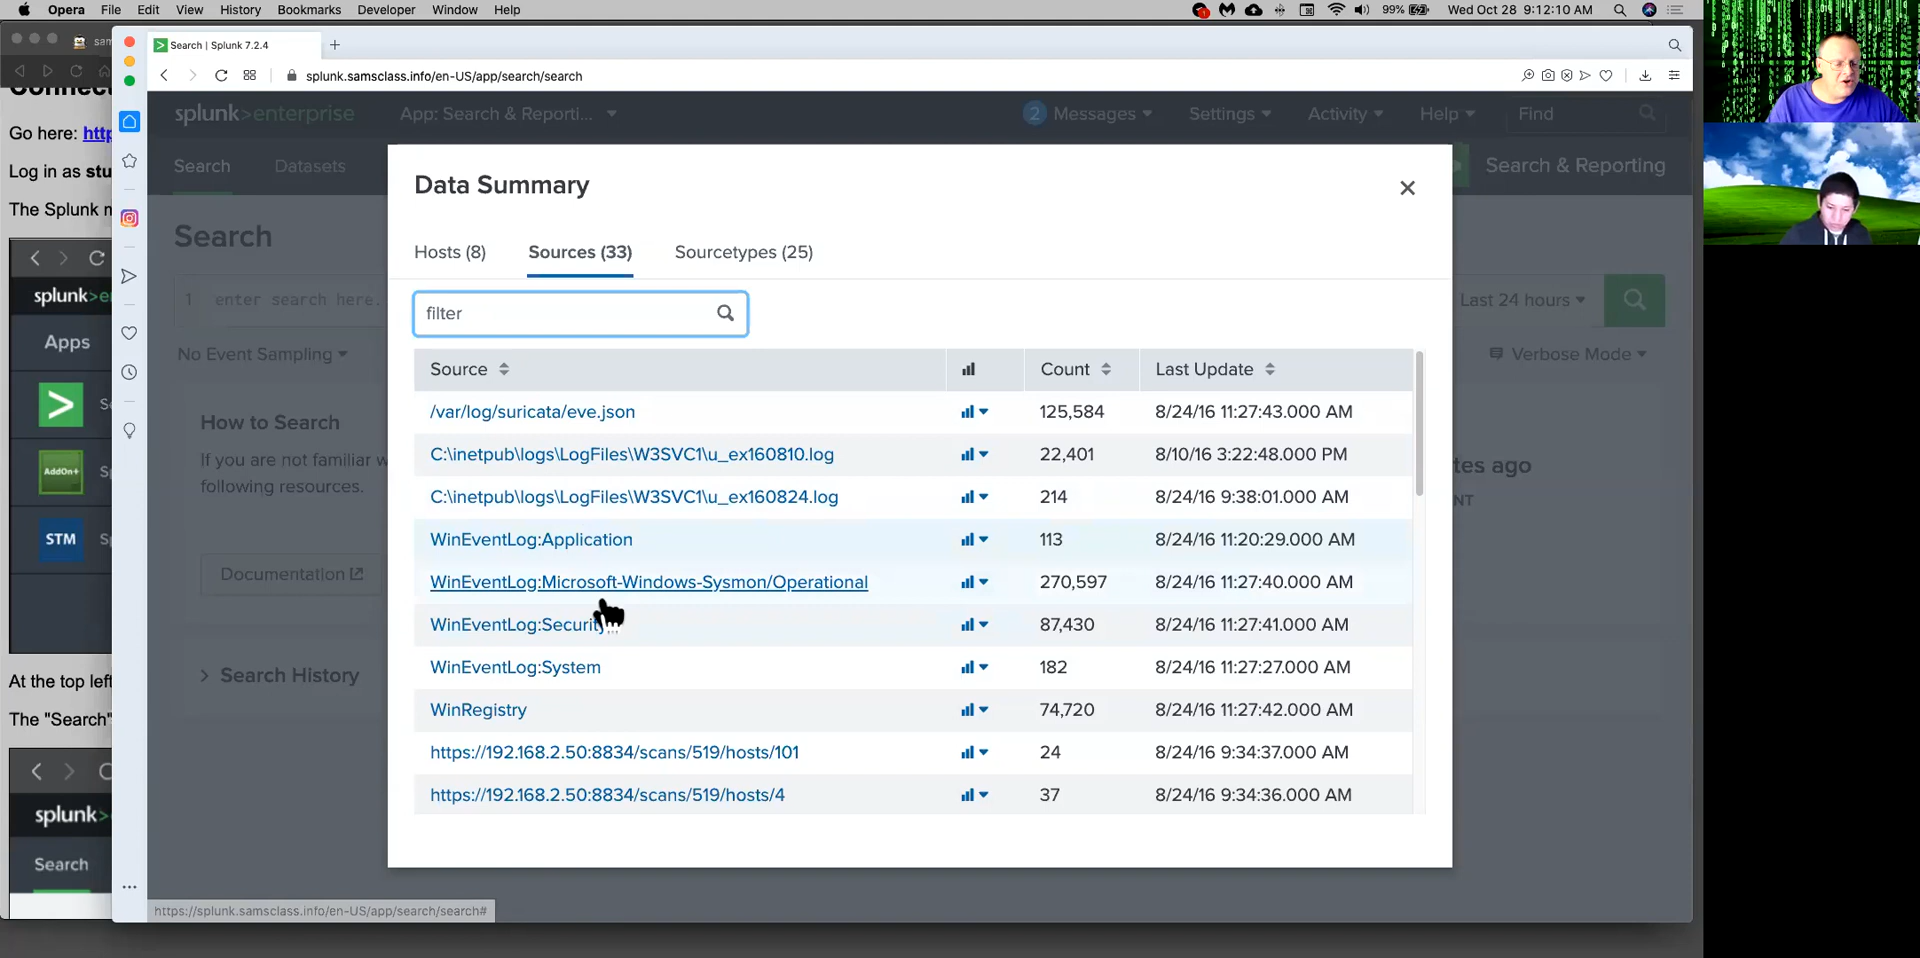 Opera File Edit View History Bookmarks Developer Window Help 99% Wed Oct 28 9:12:10 AM
sam
Search | Splunk 7.2.4
splunk.samsclass.info/en-US/app/search/search
Connect
Go here: http
Log in as stu
The Splunk m
splunk>e
Apps
S
AddOn+ S
STM S
At the top left
The "Search"
splunk>
Search
splunk>enterprise App: Search & Reporti... 2 Messages Settings Activity Help Find
Search Datasets Search & Reporting
Search
1 enter search here. Last 24 hours
No Event Sampling Verbose Mode
How to Search
If you are not familiar w
following resources.
tes ago
NT
Documentation
> Search History
Data Summary
Hosts (8) Sources (33) Sourcetypes (25)
filter
Source Count Last Update
/var/log/suricata/eve.json 125,584 8/24/16 11:27:43.000 AM
C:\inetpub\logs\LogFiles\W3SVC1\u_ex160810.log 22,401 8/10/16 3:22:48.000 PM
C:\inetpub\logs\LogFiles\W3SVC1\u_ex160824.log 214 8/24/16 9:38:01.000 AM
WinEventLog:Application 113 8/24/16 11:20:29.000 AM
WinEventLog:Microsoft-Windows-Sysmon/Operational 270,597 8/24/16 11:27:40.000 AM
WinEventLog:Security 87,430 8/24/16 11:27:41.000 AM
WinEventLog:System 182 8/24/16 11:27:27.000 AM
WinRegistry 74,720 8/24/16 11:27:42.000 AM
https://192.168.2.50:8834/scans/519/hosts/101 24 8/24/16 9:34:37.000 AM
https://192.168.2.50:8834/scans/519/hosts/4 37 8/24/16 9:34:36.000 AM
https://splunk.samsclass.info/en-US/app/search/search#